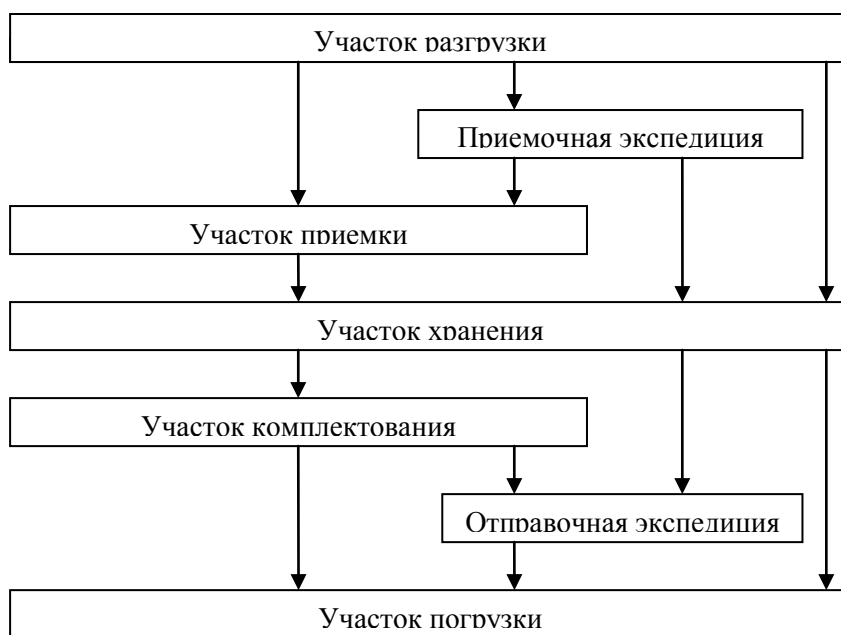 Участок разгрузки
Приемочная экспедиция
Участок приемки
Участок хранения
Участок комплектования
Отправочная экспедиция
Участок погрузки